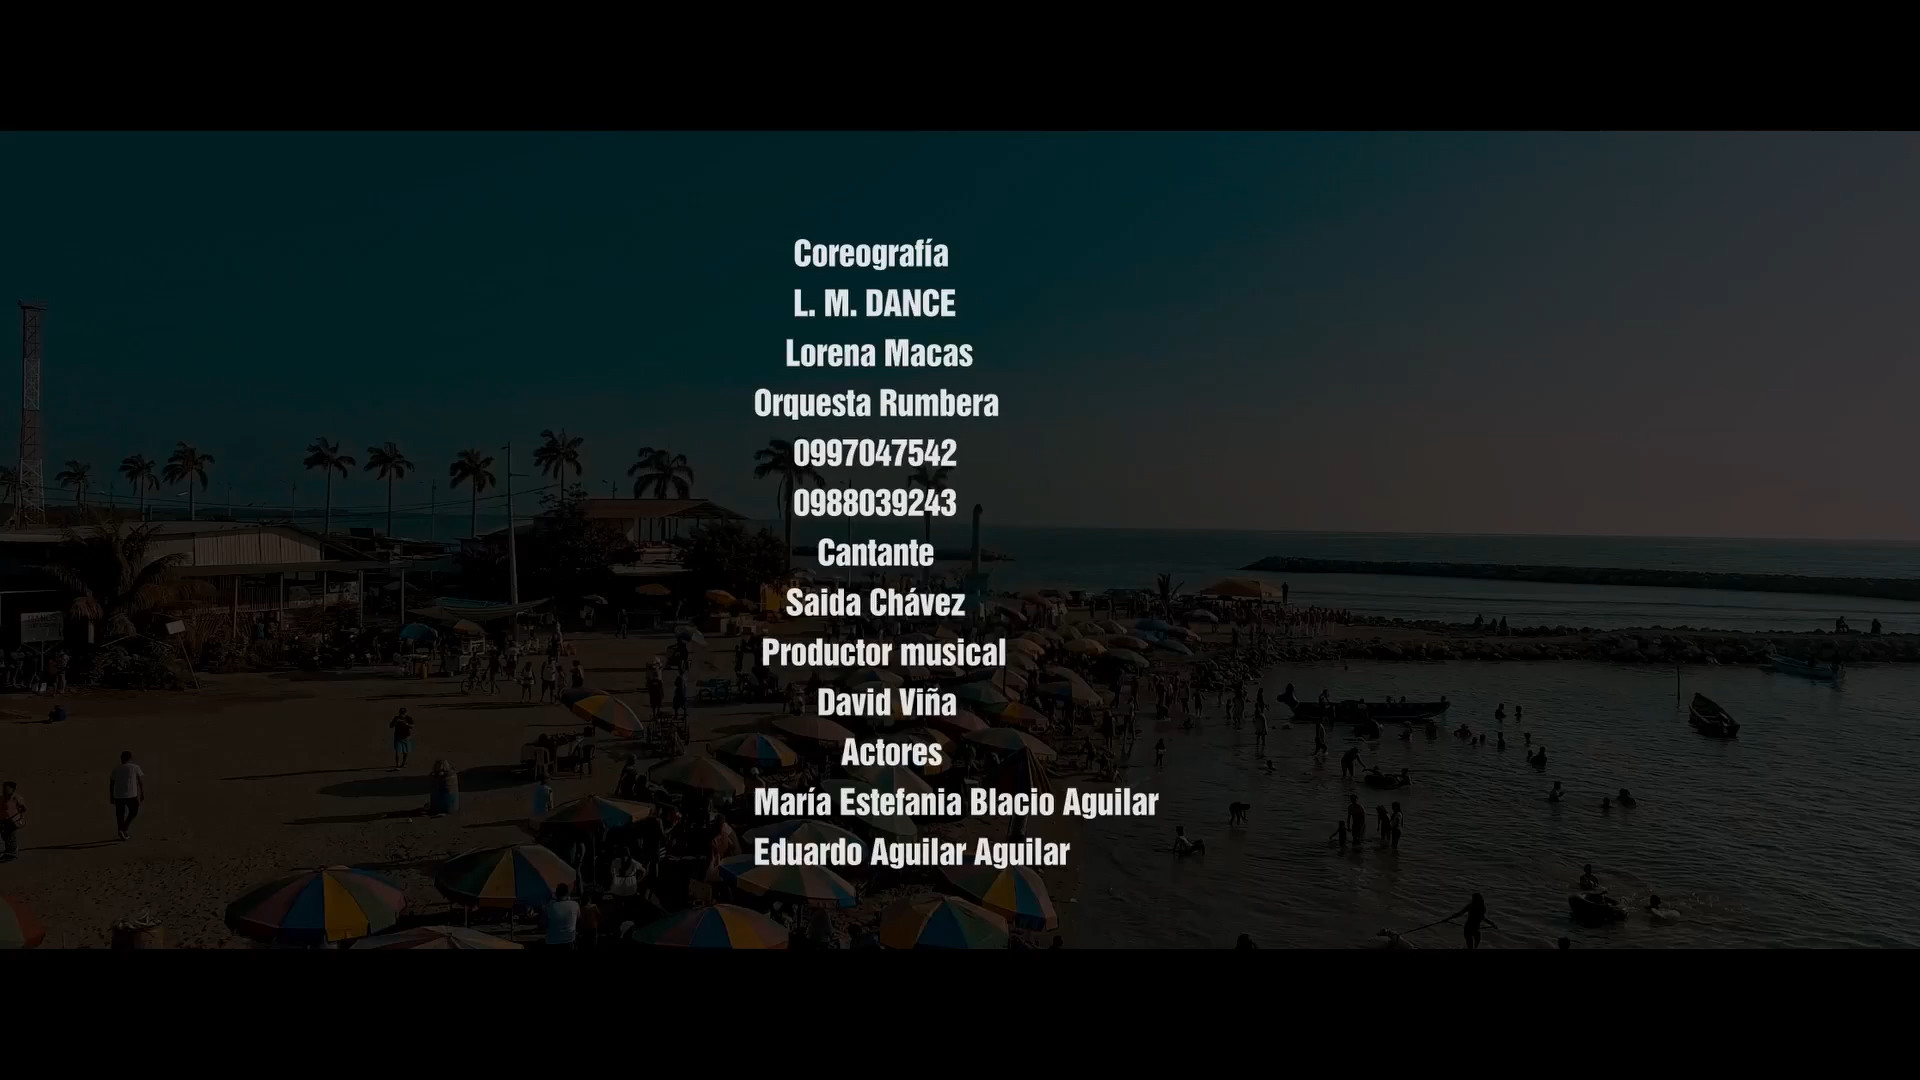 Coreografía
L. M. DANCE
Lorena Macas
Orquesta Rumbera
0997047542
0988039243
Cantante
Saida Chávez
Productor musical
David Viña
Actores
María Estefania Blacio Aguilar
Eduardo Aguilar Aguilar